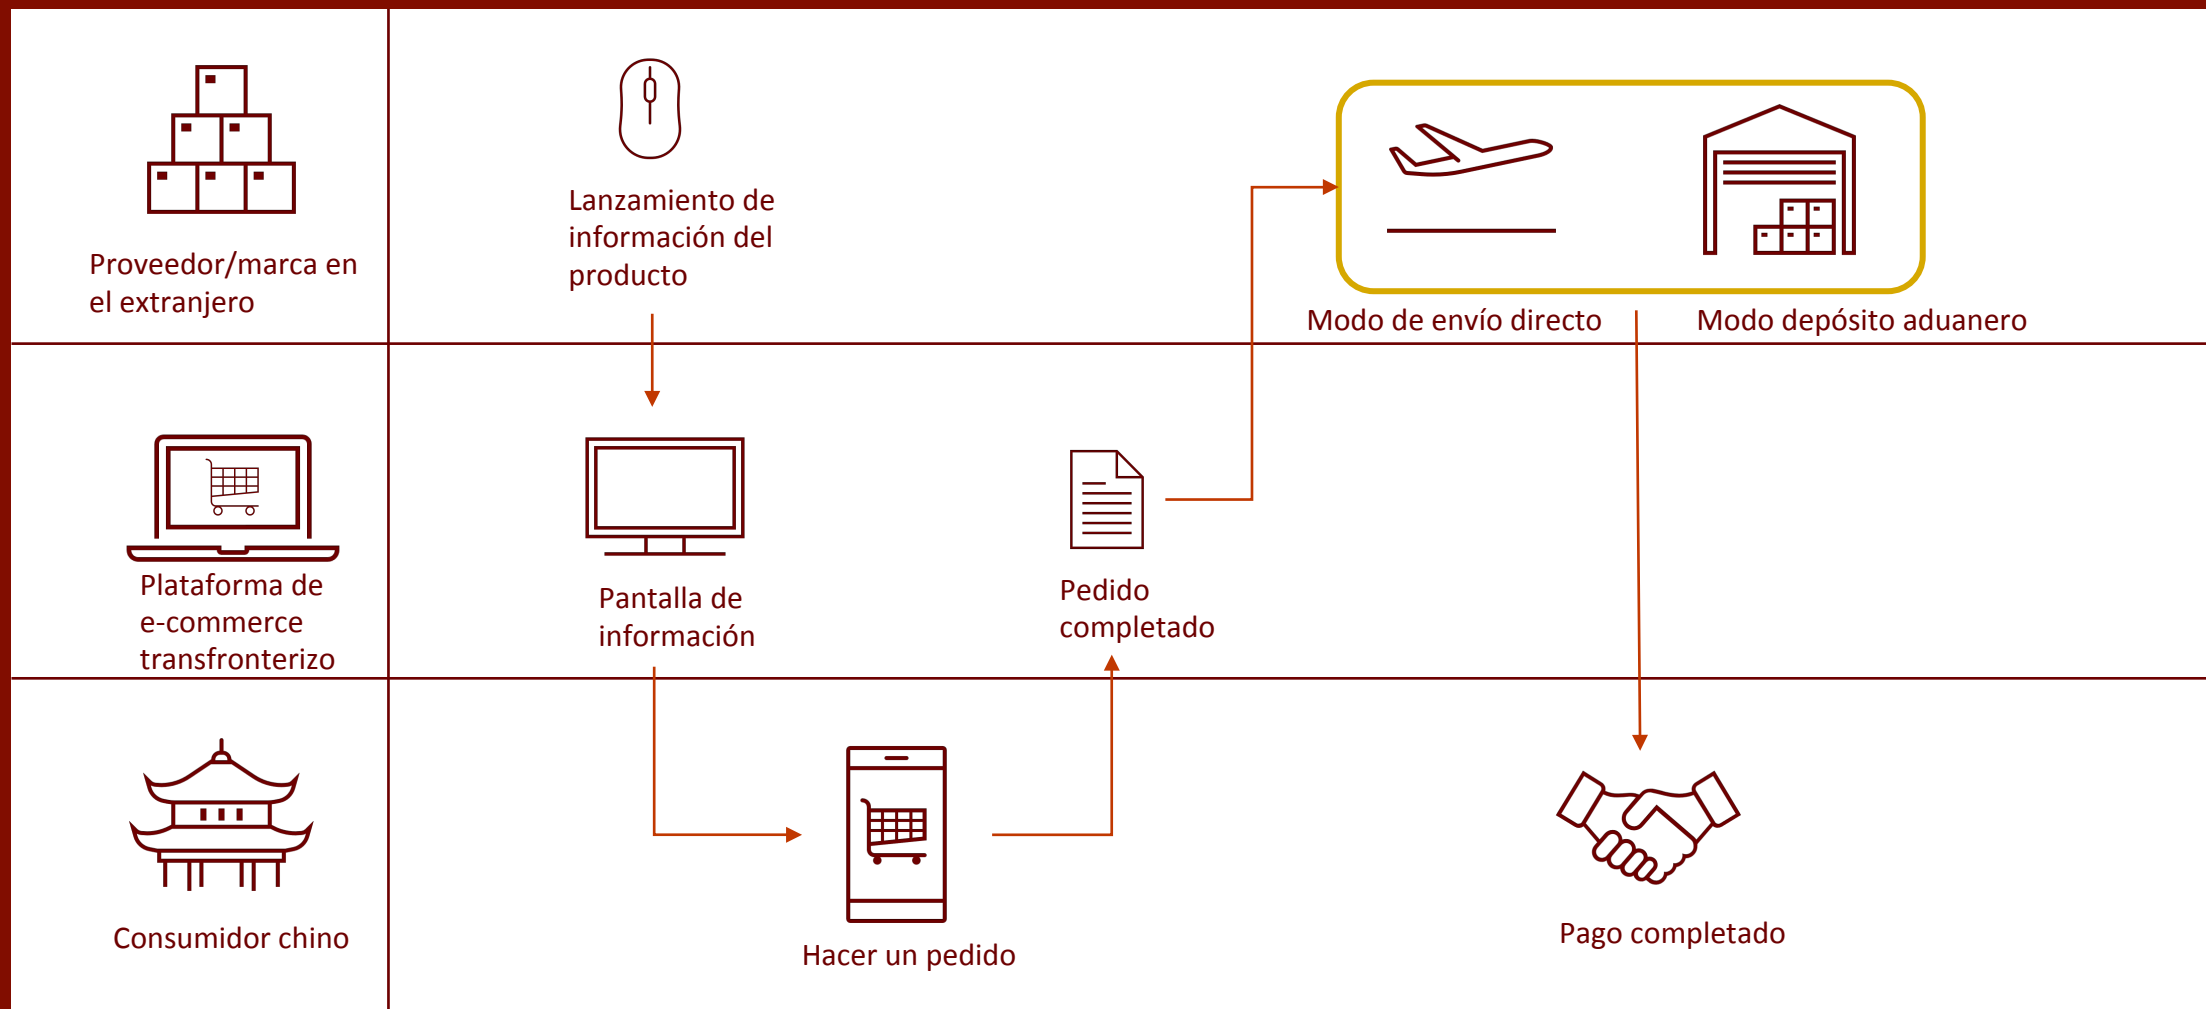 Proveedor/marca en
el extranjero
Lanzamiento de
información del
producto
Modo de envío directo
Modo depósito aduanero
Plataforma de
e-commerce
transfronterizo
Pantalla de
información
Pedido
completado
Consumidor chino
Hacer un pedido
Pago completado